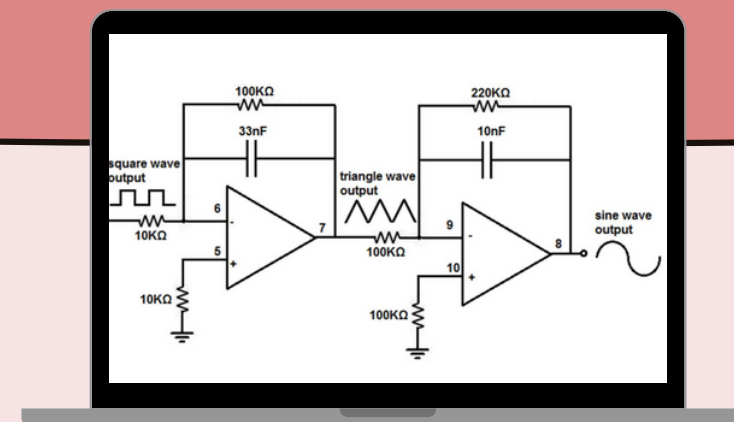 100KΩ
33nF
square wave
output
6
10KΩ
-
5
+
10KΩ
7
triangle wave
output
100KΩ
220KΩ
10nF
9
-
10
+
100KΩ
8
sine wave
output